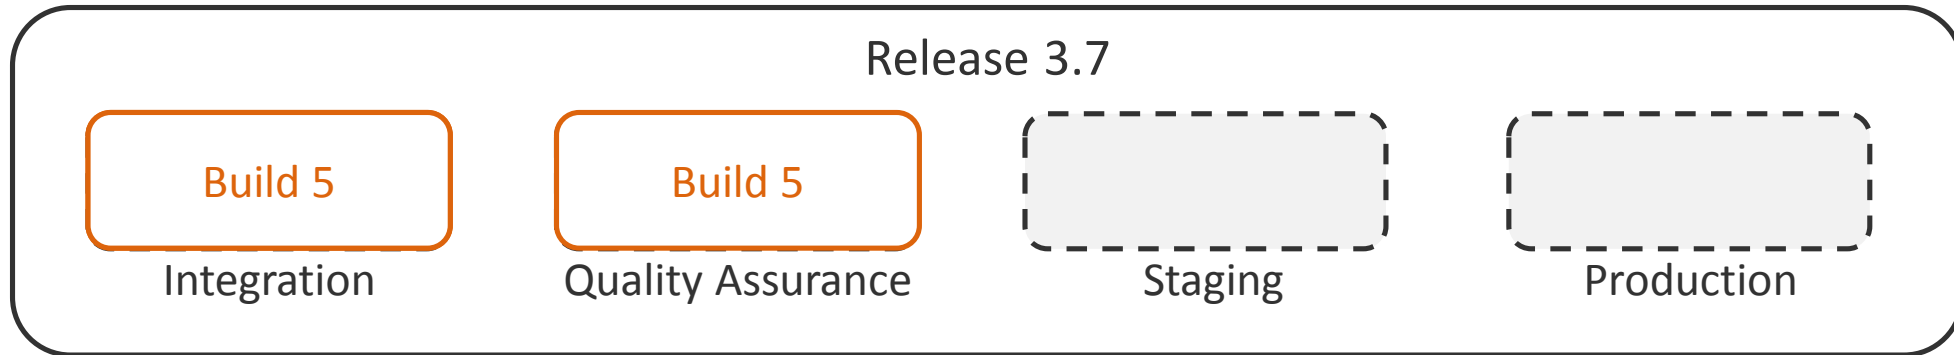 Release 3.7
Build 5
Build 5
Integration
Quality Assurance
Staging
Production